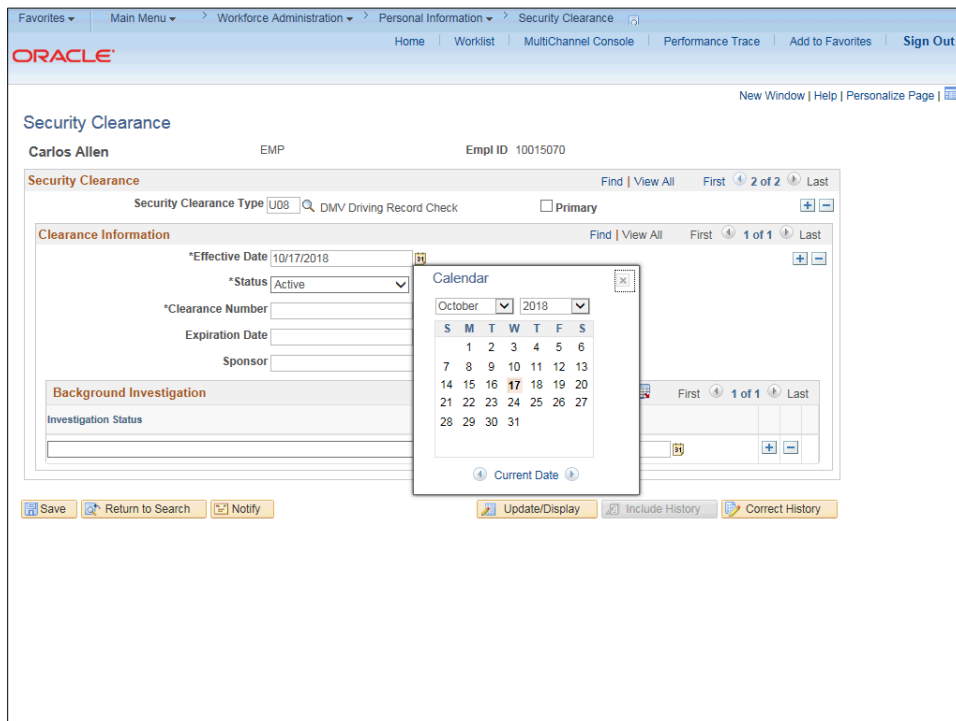 Favorites Main Menu > Workforce Administration > Personal Information > Security Clearance
Home | Worklist | MultiChannel Console | Performance Trace | Add to Favorites | Sign Out
ORACLE
New Window | Help | Personalize Page |
Security Clearance
Carlos Allen EMP Empl ID 10015070
Security Clearance Find | View All First 2 of 2 Last
Security Clearance Type U08 DMV Driving Record Check Primary
Clearance Information Find | View All First 1 of 1 Last
*Effective Date 10/17/2018 31
*Status Active
*Clearance Number
Expiration Date
Sponsor
Calendar
October 2018
S M T W T F S
1 2 3 4 5 6
7 8 9 10 11 12 13
14 15 16 17 18 19 20
21 22 23 24 25 26 27
28 29 30 31
Current Date
Background Investigation First 1 of 1 Last
Investigation Status
31
Save Return to Search Notify Update/Display Include History Correct History